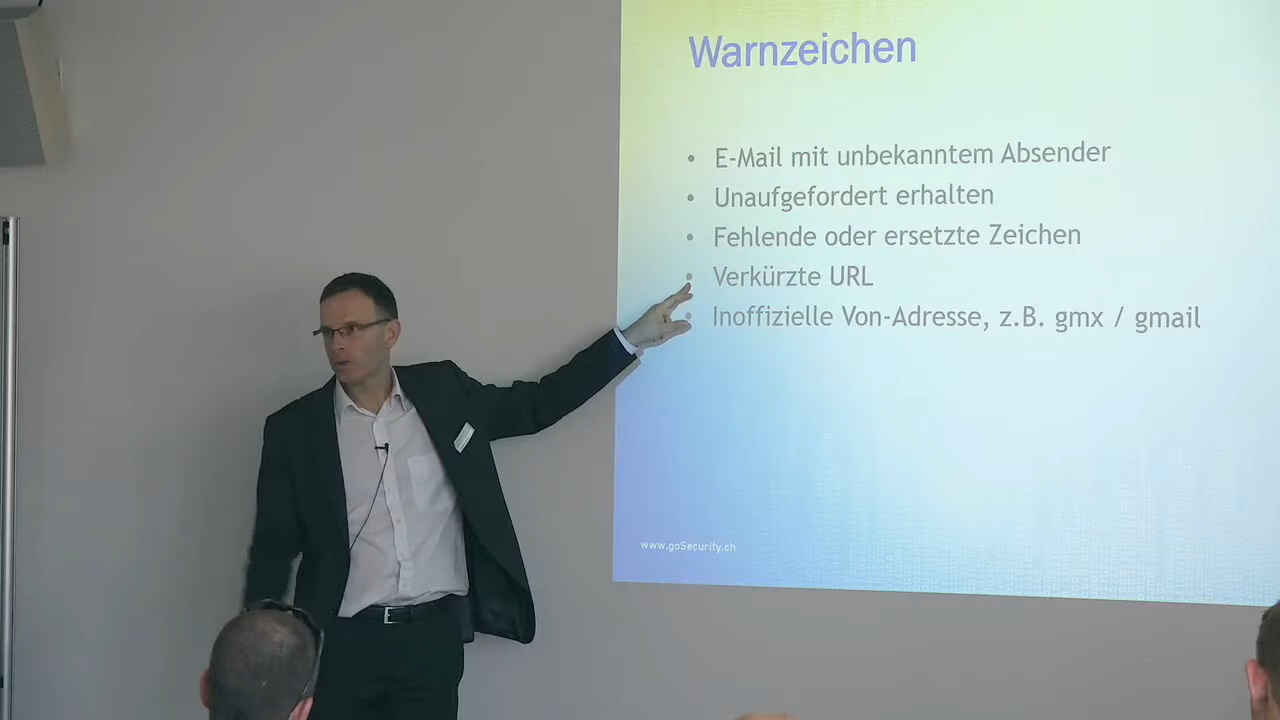 Warnzeichen
• E-Mail mit unbekanntem Absender
• Unaufgefordert erhalten
• Fehlende oder ersetzte Zeichen
• Verkürzte URL
• Inoffizielle Von-Adresse, z.B. gmx / gmail
www.goSecurity.ch